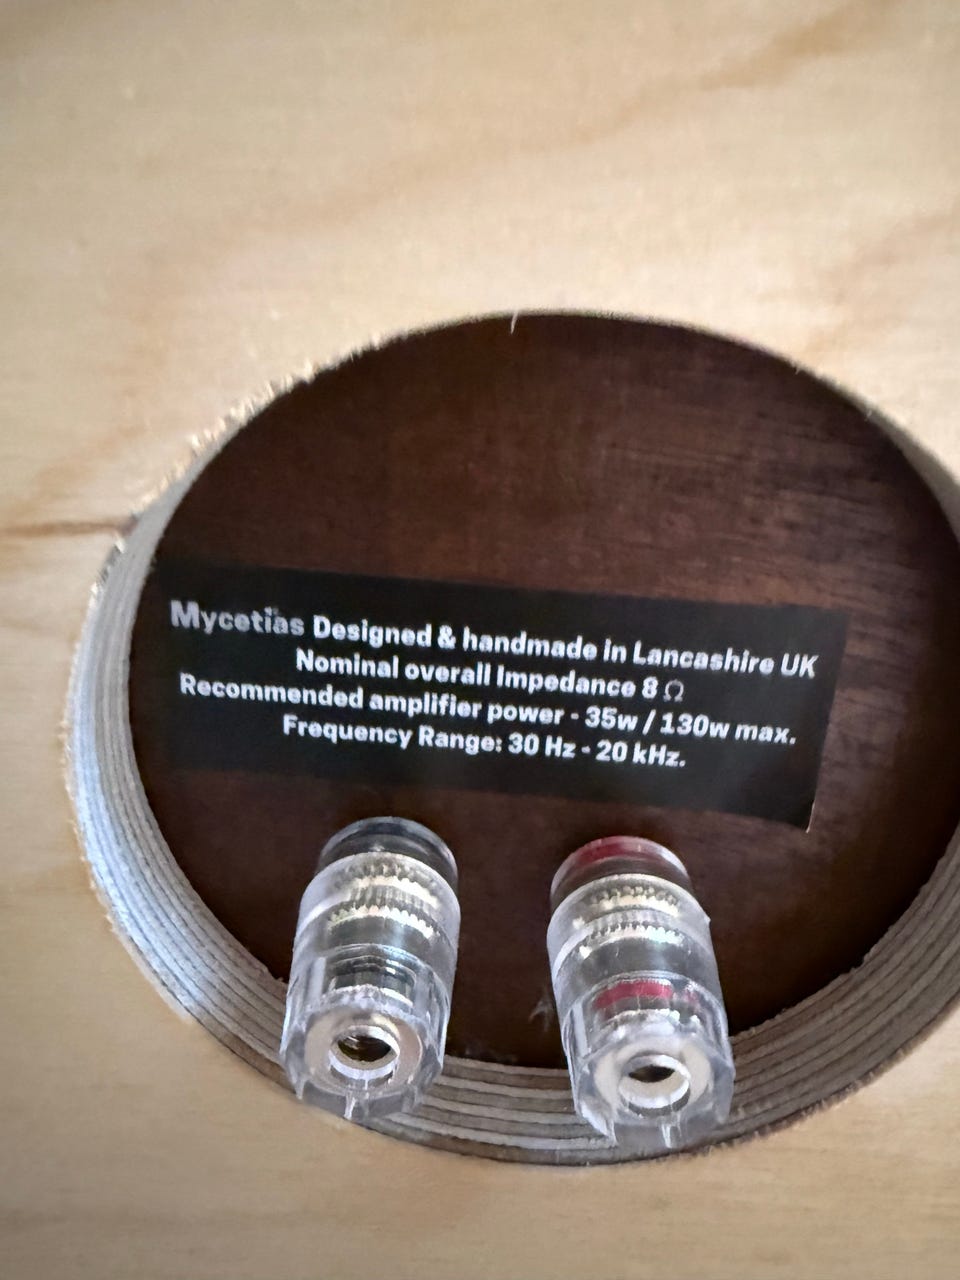 Mycetïas Designed & handmade in Lancashire UK
Nominal overall Impedance 8 Ω
Recommended amplifier power - 35w / 130w max.
Frequency Range: 30 Hz - 20 kHz.